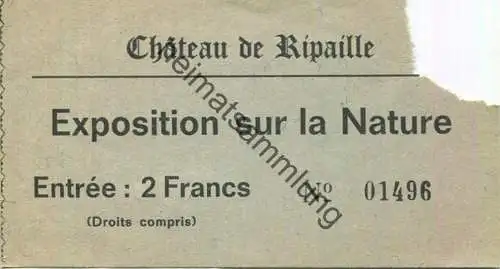 Château de Ripaille
Exposition sur la Nature
Entrée : 2 Francs
Nº 01496
(Droits compris)
heimatsammlung